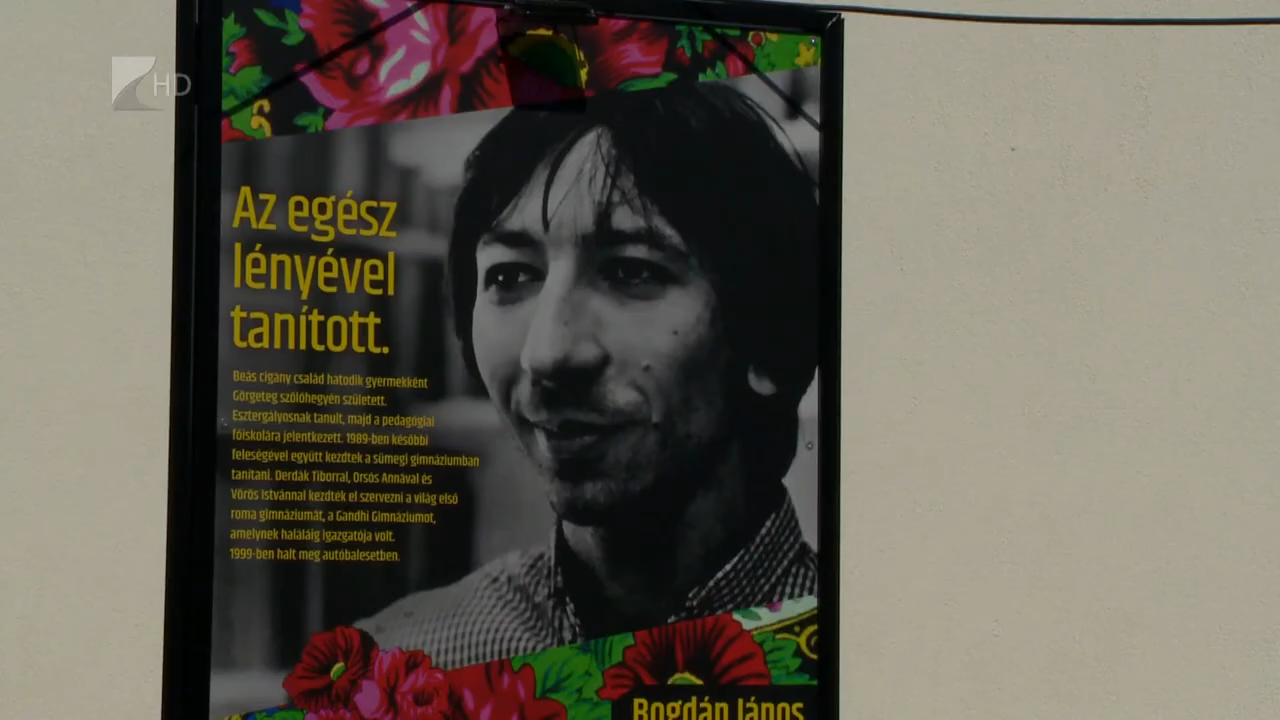 HD
Az egész
lényével
tanított.
Beás cigány család hatodik gyermekként
Görgeteg szőlőhegyén született.
Esztergályosnak tanult, majd a pedagógiai
főiskolára jelentkezett. 1989-ben későbbi
feleségével együtt kezdtek a sümegi gimnáziumban
tanítani. Derdák Tiborral, Orsós Annával és
Vörös Istvánnal kezdték el szervezni a világ első
roma gimnáziumát, a Gandhi Gimnáziumot,
amelynek haláláig igazgatója volt.
1999-ben halt meg autóbalesetben.
Bogdán János